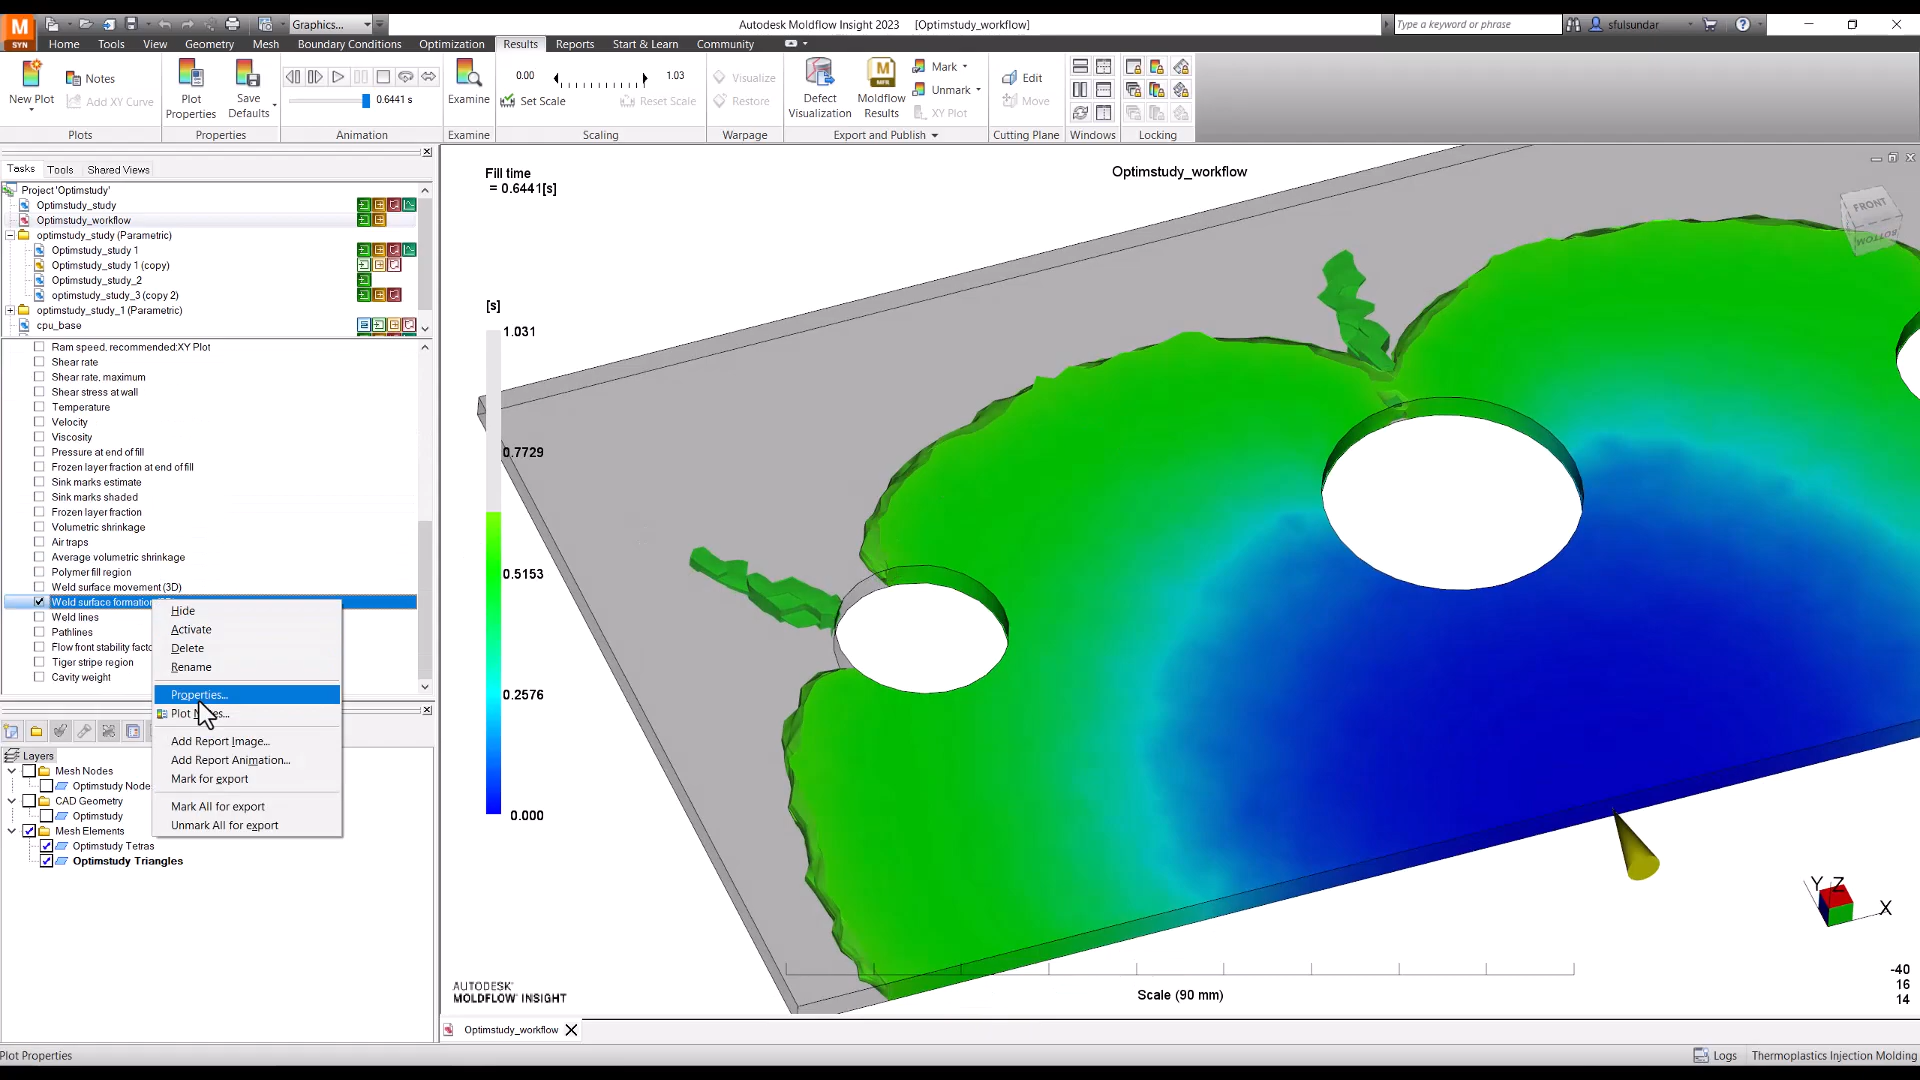 M
SYN
Graphics...
Autodesk Moldflow Insight 2023 [Optimstudy_workflow]
Type a keyword or phrase
sfulsundar
Home Tools View Geometry Mesh Boundary Conditions Optimization Results Reports Start & Learn Community
New Plot
Notes
Add XY Curve
Plots
Plot Properties
Save Defaults
Properties
0.6441 s
Animation
Examine
Examine
0.00
1.03
Set Scale
Reset Scale
Scaling
Visualize
Restore
Warpage
Defect Visualization
Moldflow Results
Mark
Unmark
XY Plot
Export and Publish
Edit
Move
Cutting Plane
Windows
Locking
Tasks Tools Shared Views
Project 'Optimstudy'
Optimstudy_study
Optimstudy_workflow
optimstudy_study (Parametric)
Optimstudy_study 1
Optimstudy_study 1 (copy)
Optimstudy_study_2
optimstudy_study_3 (copy 2)
optimstudy_study_1 (Parametric)
cpu_base
Ram speed, recommended:XY Plot
Shear rate
Shear rate, maximum
Shear stress at wall
Temperature
Velocity
Viscosity
Pressure at end of fill
Frozen layer fraction at end of fill
Sink marks estimate
Sink marks shaded
Frozen layer fraction
Volumetric shrinkage
Air traps
Average volumetric shrinkage
Polymer fill region
Weld surface movement (3D)
Weld surface formation
Weld lines
Pathlines
Flow front stability facto
Tiger stripe region
Cavity weight
Hide
Activate
Delete
Rename
Properties...
Plot Notes...
Add Report Image...
Add Report Animation...
Mark for export
Mark All for export
Unmark All for export
Layers
Mesh Nodes
Optimstudy Node
CAD Geometry
Optimstudy
Mesh Elements
Optimstudy Tetras
Optimstudy Triangles
Fill time
= 0.6441[s]
Optimstudy_workflow
FRONT
BOTTOM
[s]
1.031
0.7729
0.5153
0.2576
0.000
Y Z
X
-40
16
14
Scale (90 mm)
AUTODESK
MOLDFLOW INSIGHT
Optimstudy_workflow
Plot Properties
Logs
Thermoplastics Injection Molding